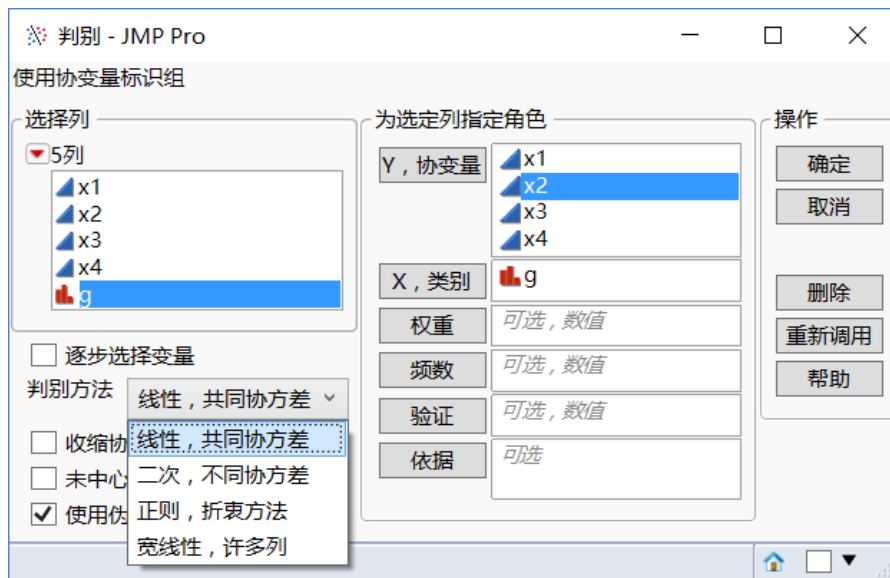 判别 - JMP Pro
使用协变量标识组
选择列
5列
x1
x2
x3
x4
g
逐步选择变量
判别方法
线性，共同协方差
线性，共同协方差
二次，不同协方差
正则，折衷方法
宽线性，许多列
收缩协
未中心
使用伪
为选定列指定角色
Y，协变量
x1
x2
x3
x4
X，类别
g
权重
可选，数值
频数
可选，数值
验证
可选，数值
依据
可选
操作
确定
取消
删除
重新调用
帮助